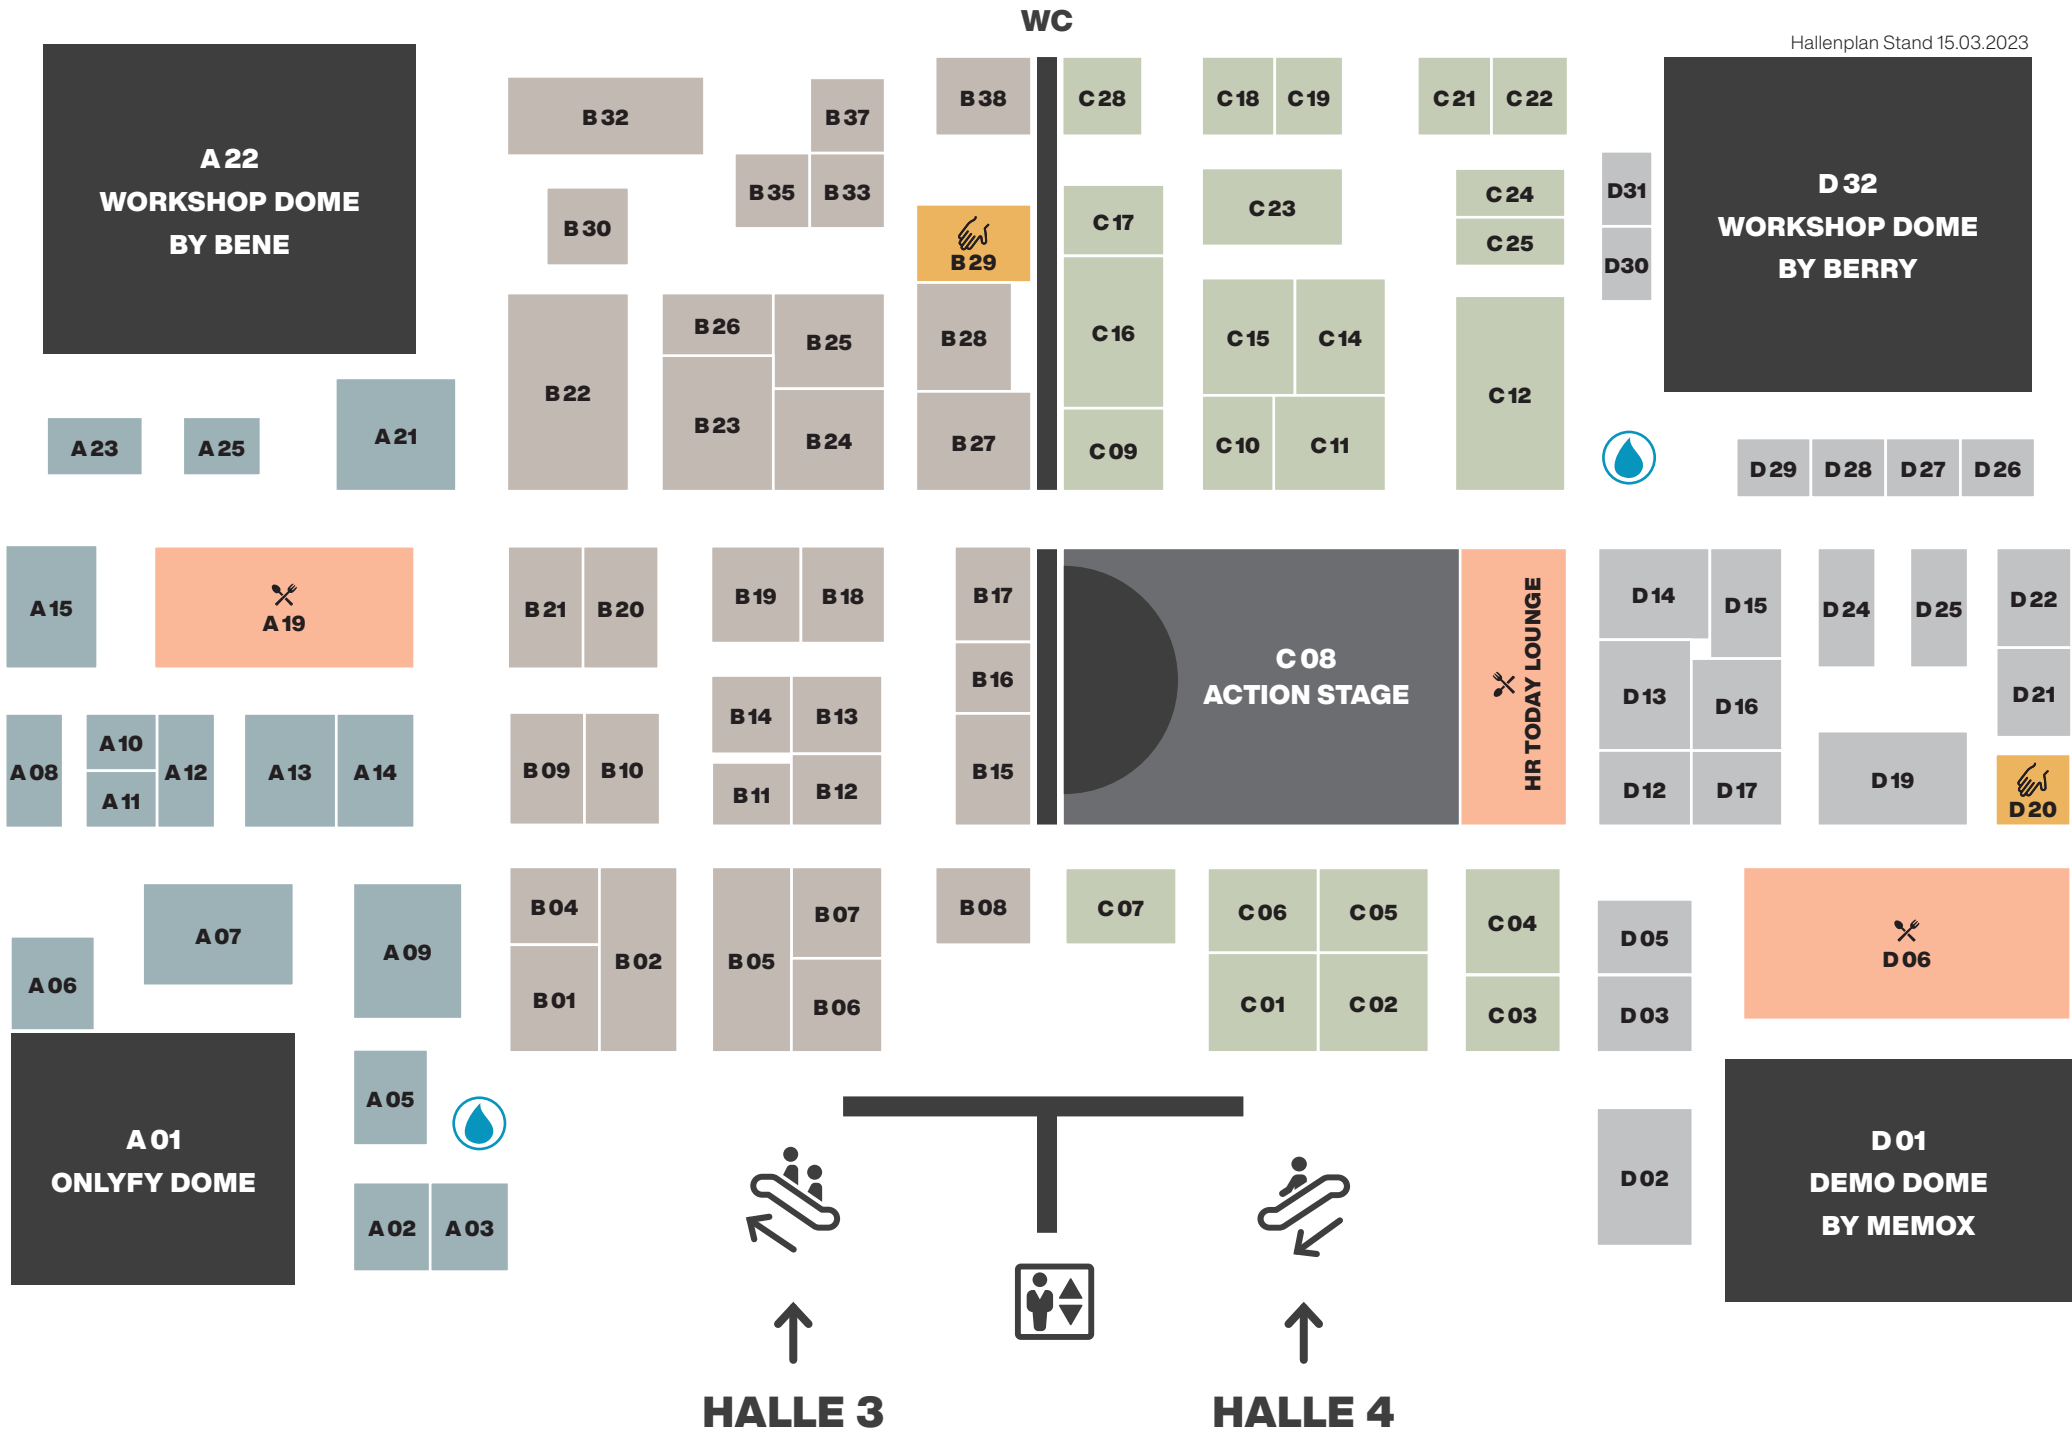 WC
Hallenplan Stand 15.03.2023
A 22
WORKSHOP DOME
BY BENE
B 32
B 37
B 38
C 28
C 18
C 19
C 21
C 22
B 35
B 33
B 30
B 29
C 17
C 23
C 24
C 25
D 31
D 30
D 32
WORKSHOP DOME
BY BERRY
B 22
B 26
B 25
B 23
B 24
B 28
B 27
C 16
C 09
C 15
C 14
C 10
C 11
C 12
A 23
A 25
A 21
D 29
D 28
D 27
D 26
A 15
A 19
B 21
B 20
B 19
B 18
B 17
B 16
B 15
C 08
ACTION STAGE
HR TODAY LOUNGE
D 14
D 15
D 24
D 25
D 22
D 13
D 16
D 21
D 12
D 17
D 19
D 20
A 08
A 10
A 11
A 12
A 13
A 14
B 09
B 10
B 14
B 13
B 11
B 12
A 06
A 07
A 09
B 04
B 01
B 02
B 05
B 07
B 06
B 08
C 07
C 06
C 05
C 01
C 02
C 04
C 03
D 05
D 03
D 06
A 01
ONLYFY DOME
A 05
A 02
A 03
D 02
D 01
DEMO DOME
BY MEMOX
HALLE 3
HALLE 4